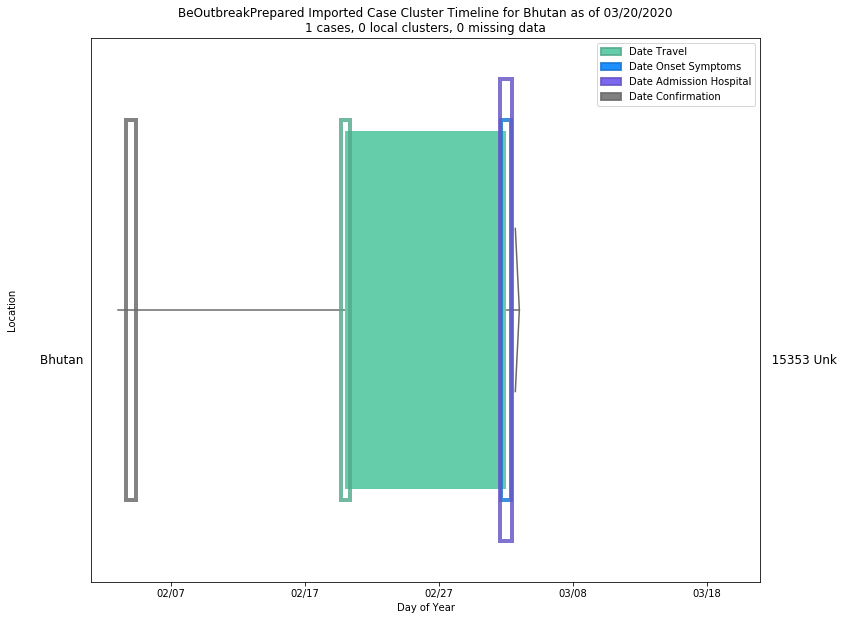 BeOutbreakPrepared Imported Case Cluster Timeline for Bhutan as of 03/20/2020
1 cases, 0 local clusters, 0 missing data
Date Travel
Date Onset Symptoms
Date Admission Hospital
Date Confirmation
Location
Bhutan
15353 Unk
02/07
02/17
02/27
03/08
03/18
Day of Year